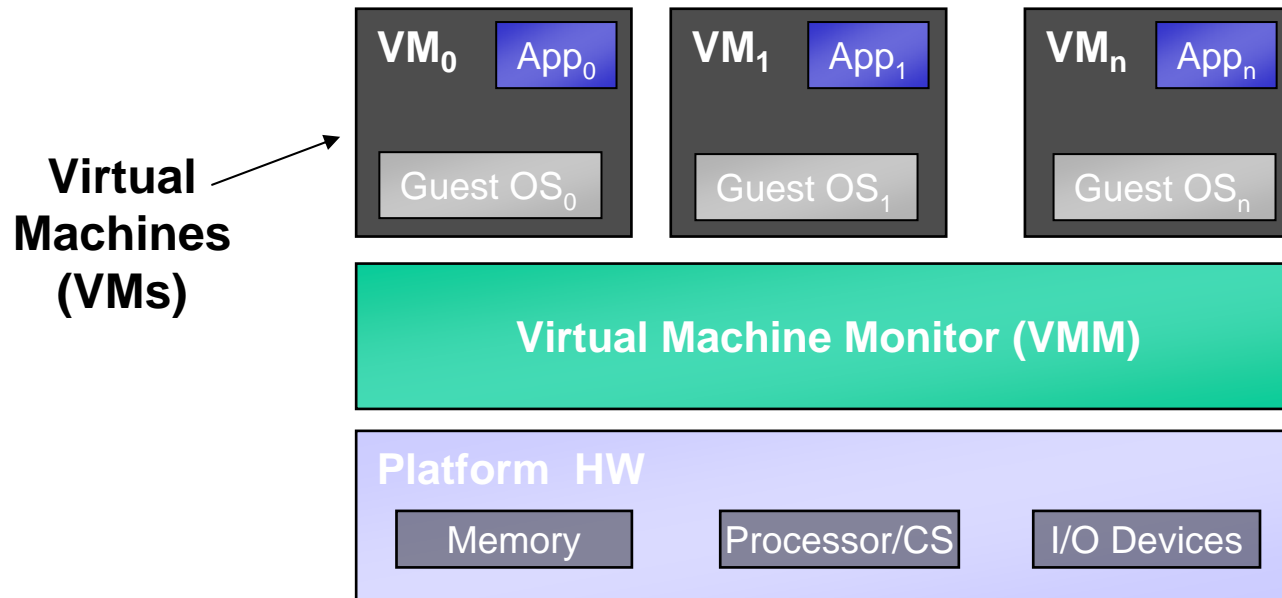 VM₀ App₀ VM₁ App₁ VMₙ Appₙ
Guest OS₀ Guest OS₁ Guest OSₙ
Virtual
Machines
(VMs)
Virtual Machine Monitor (VMM)
Platform HW
Memory Processor/CS I/O Devices